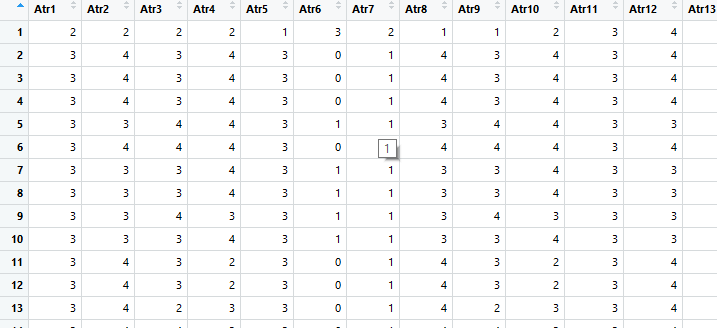 Atr1 Atr2 Atr3 Atr4 Atr5 Atr6 Atr7 Atr8 Atr9 Atr10 Atr11 Atr12 Atr13
1 2 2 2 2 1 3 2 1 1 2 3 4
2 3 4 3 4 3 0 1 4 3 4 3 4
3 3 4 3 4 3 0 1 4 3 4 3 4
4 3 4 3 4 3 0 1 4 3 4 3 4
5 3 3 4 4 3 1 1 3 4 4 3 3
6 3 4 4 4 3 0 1 4 4 4 3 4
7 3 3 3 4 3 1 1 3 3 4 3 3
8 3 3 3 4 3 1 1 3 3 4 3 3
9 3 3 4 3 3 1 1 3 4 3 3 3
10 3 3 3 4 3 1 1 3 3 4 3 3
11 3 4 3 2 3 0 1 4 3 2 3 4
12 3 4 3 2 3 0 1 4 3 2 3 4
13 3 4 2 3 3 0 1 4 2 3 3 4